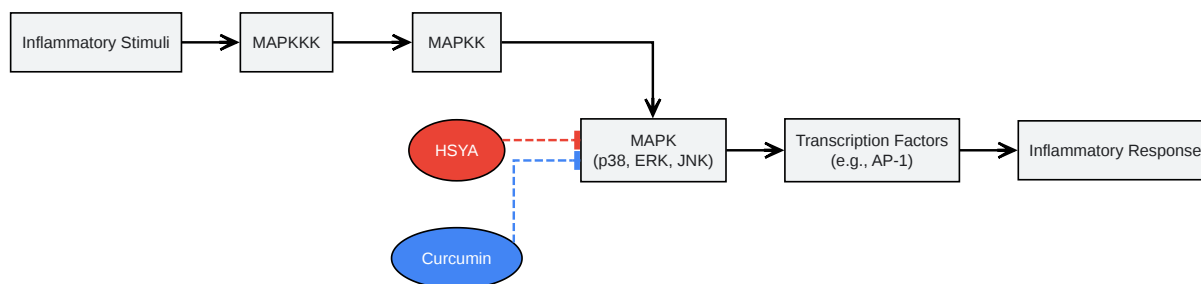 Inflammatory Stimuli
MAPKKK
MAPKK
HSYA
MAPK
(p38, ERK, JNK)
Transcription Factors
(e.g., AP-1)
Inflammatory Response
Curcumin